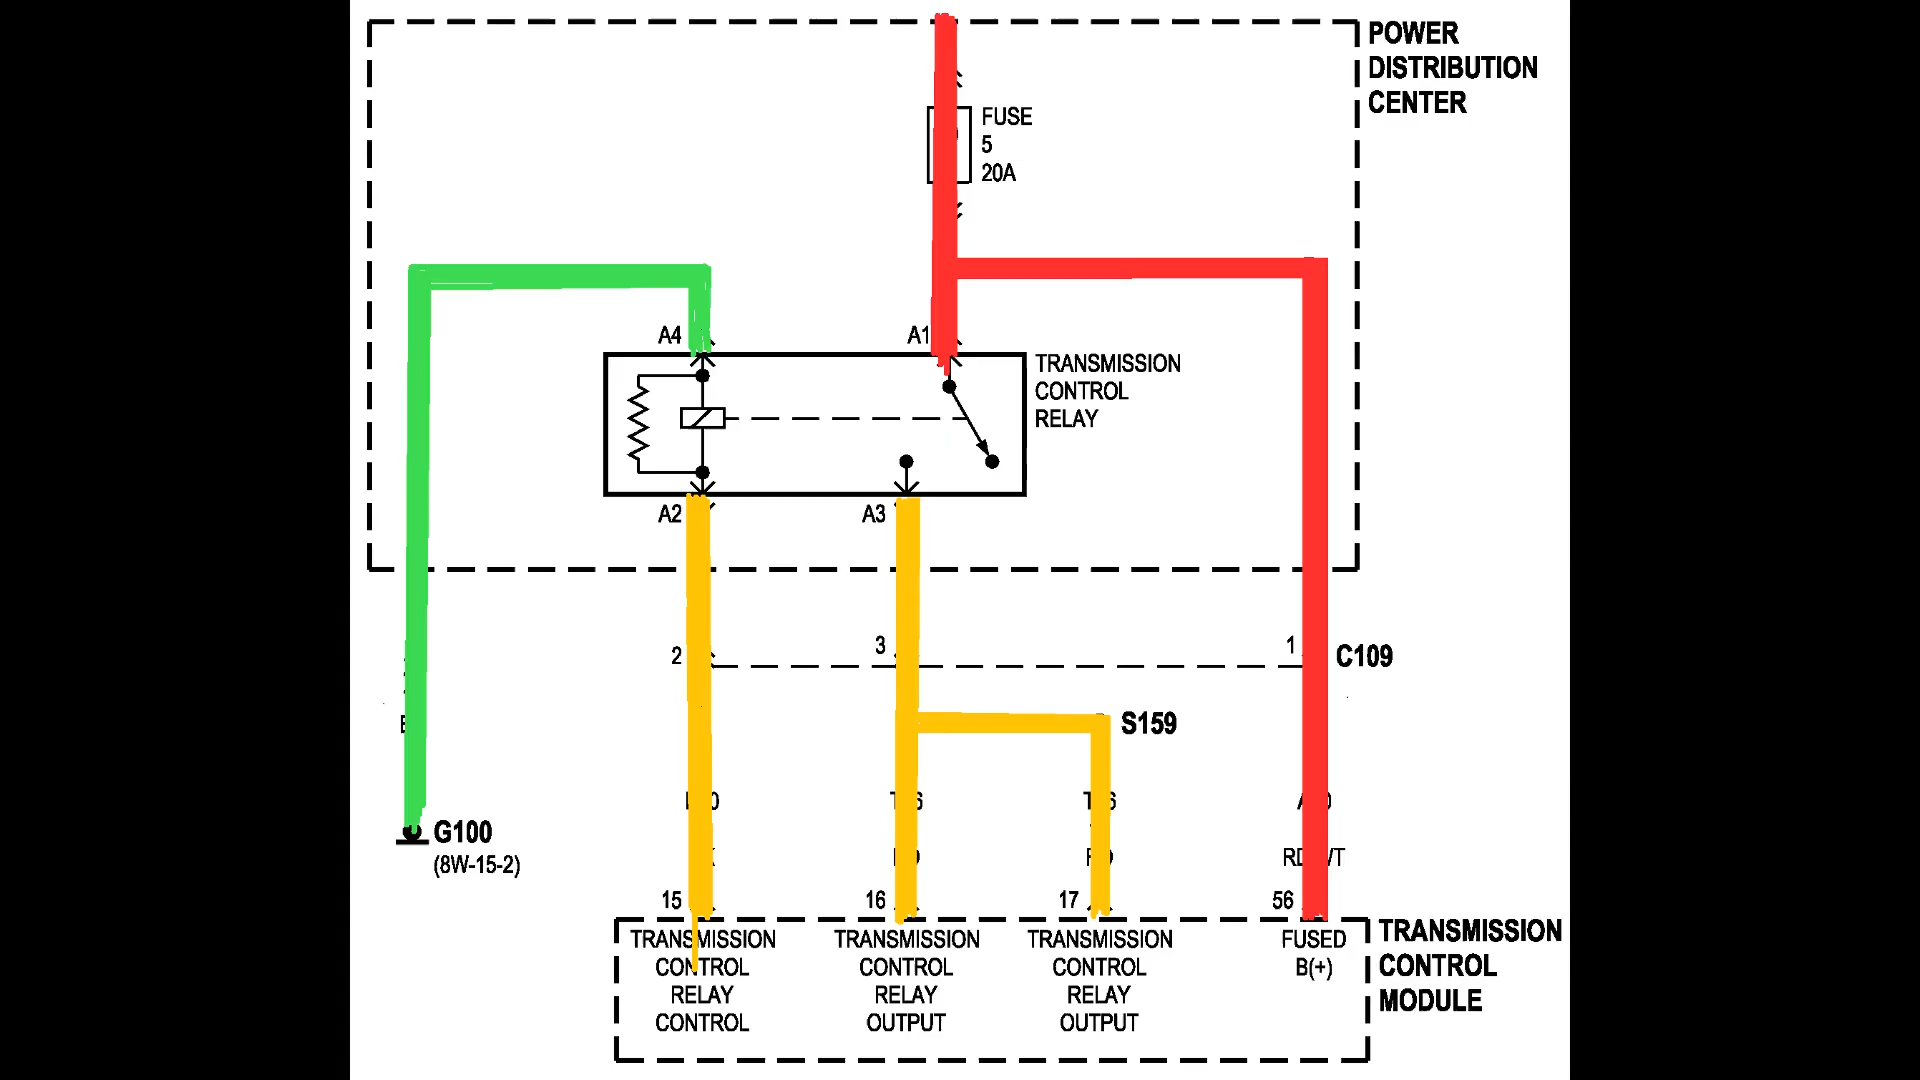 POWER
DISTRIBUTION
CENTER
FUSE
5
20A
A4
A1
TRANSMISSION
CONTROL
RELAY
A2
A3
2
3
1
C109
S159
G100
(8W-15-2)
15
16
17
56
TRANSMISSION
CONTROL
RELAY
CONTROL
TRANSMISSION
CONTROL
RELAY
OUTPUT
TRANSMISSION
CONTROL
RELAY
OUTPUT
FUSED
B(+)
TRANSMISSION
CONTROL
MODULE